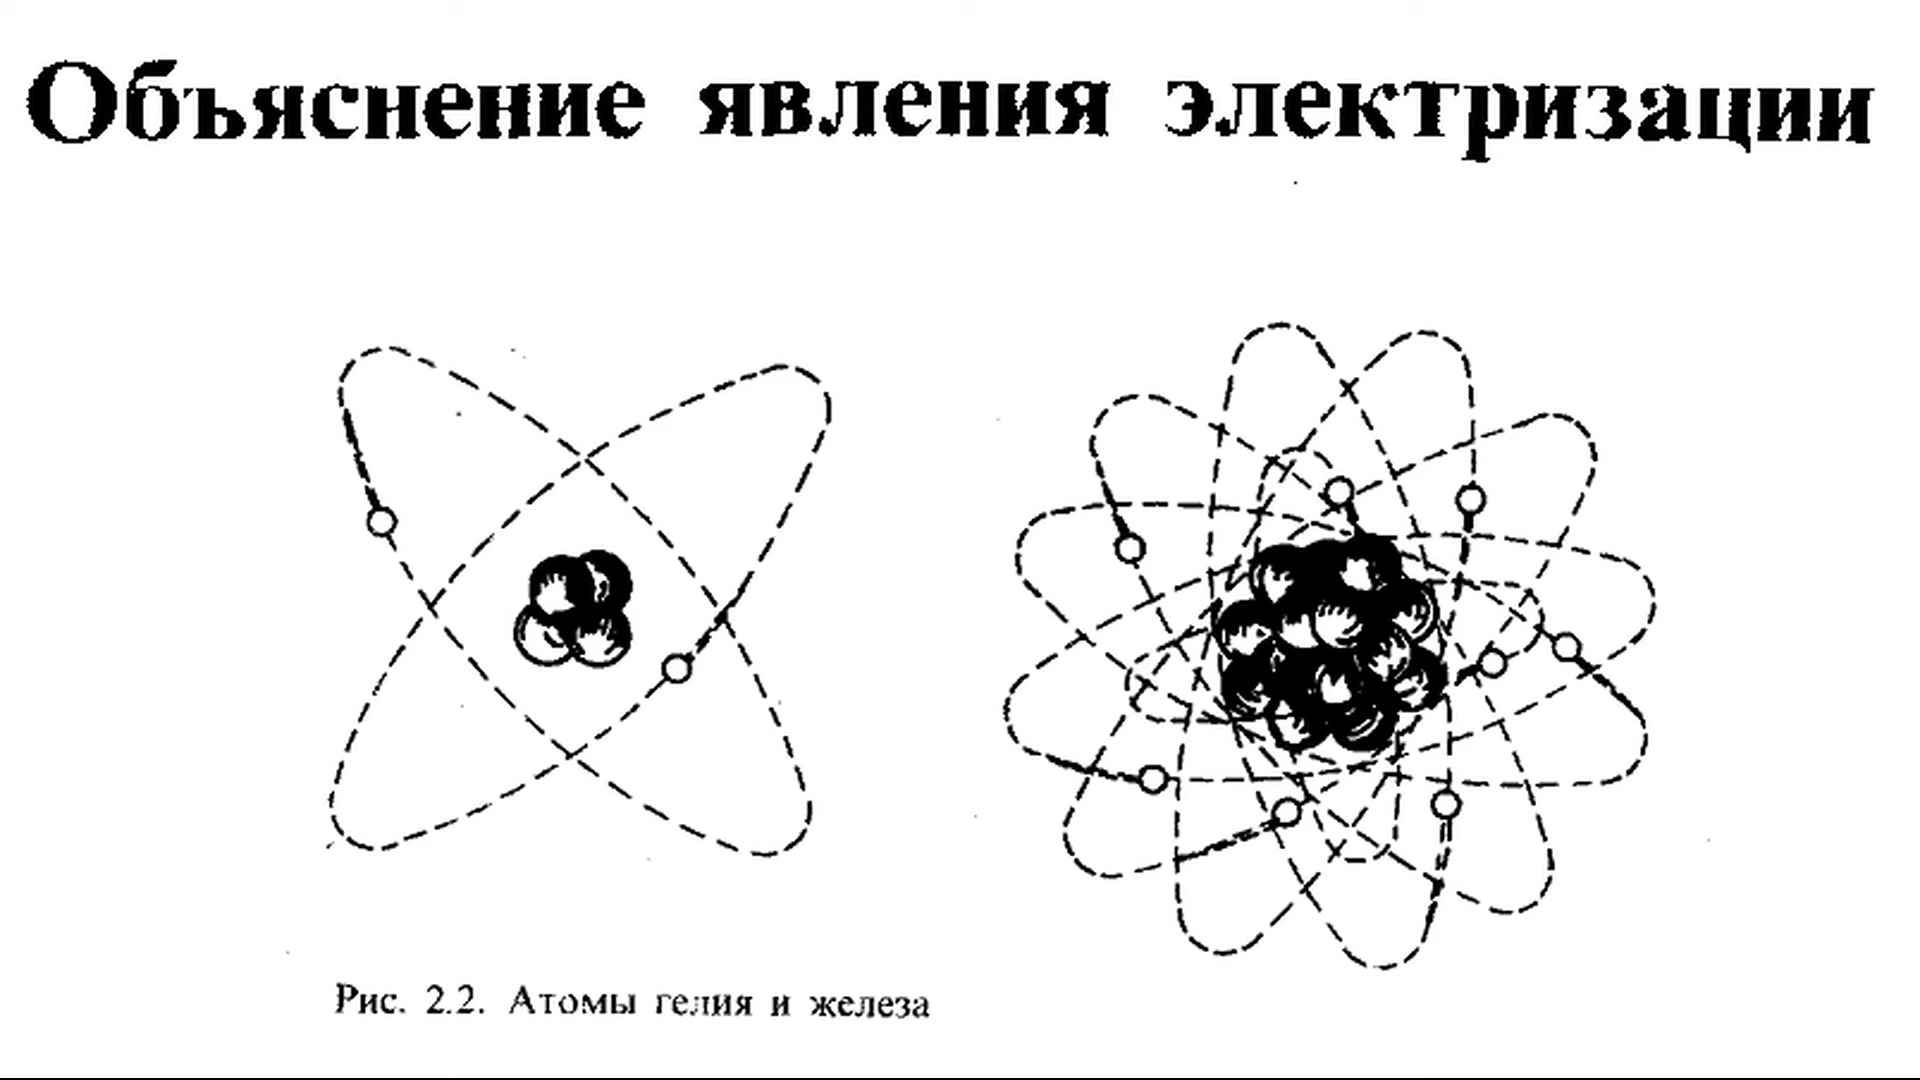 Объяснение явления электризации
Рис. 2.2. Атомы гелия и железа